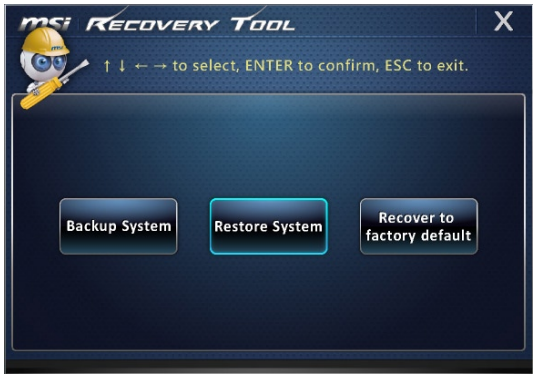 msi RECOVERY TOOL X
msi
↑ ↓ ← → to select, ENTER to confirm, ESC to exit.
Backup System
Restore System
Recover to
factory default